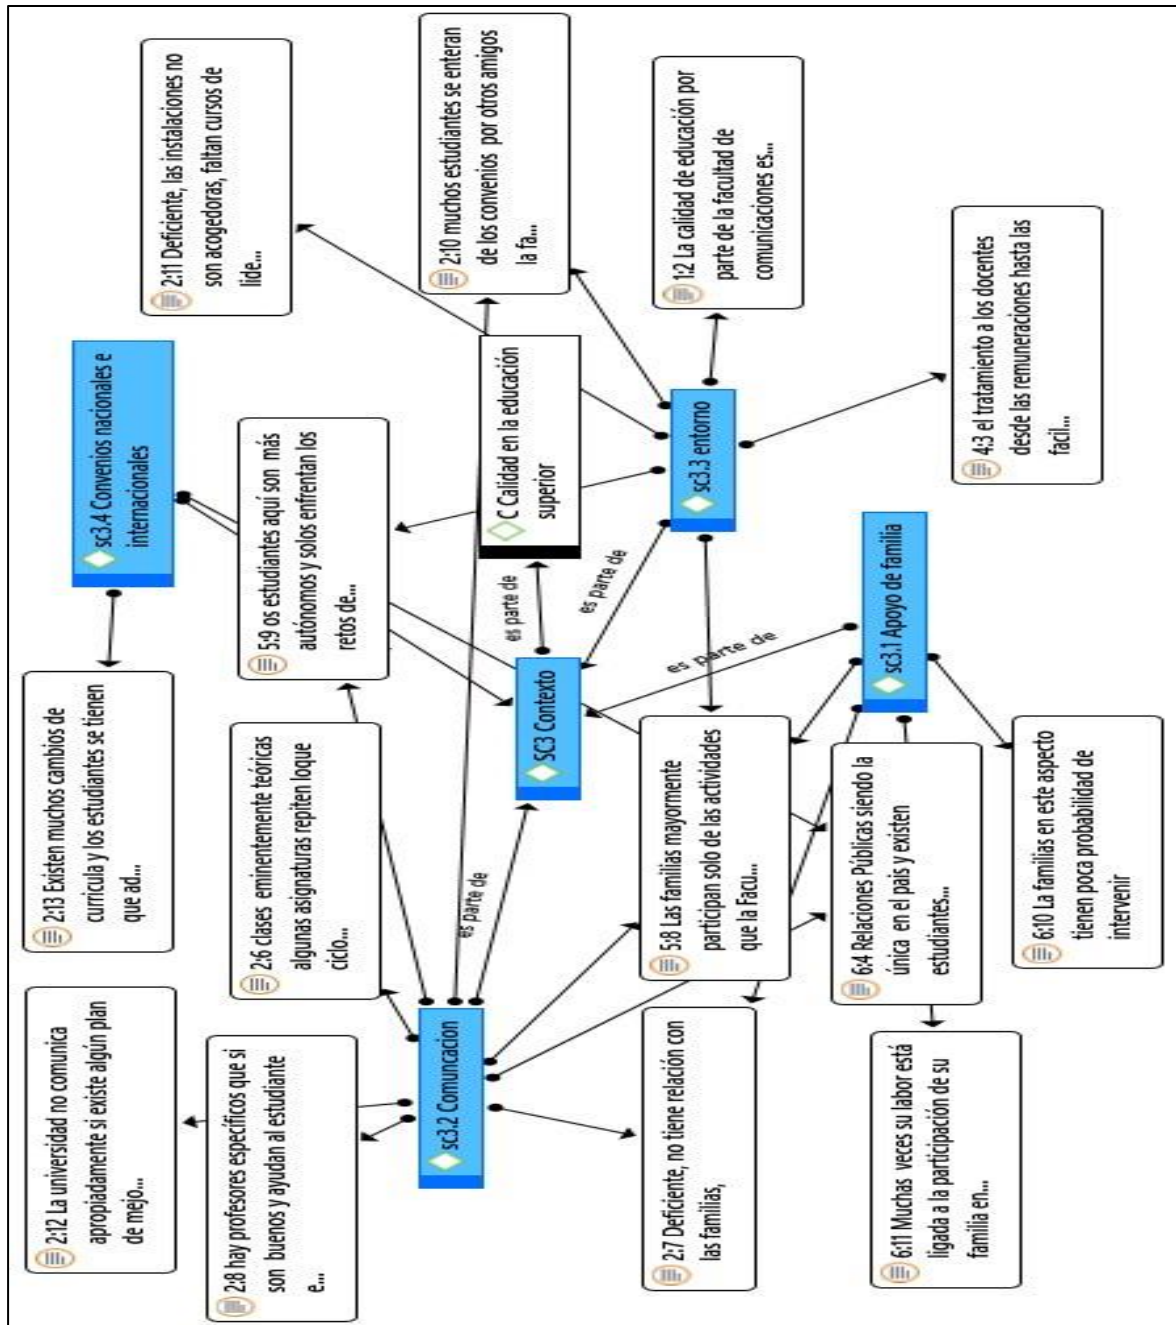 2:12 La universidad no comunica
apropiadamente si existe algún plan
de mejo...
2:13 Existen muchos cambios de
currícula y los estudiantes se tienen
que ad...
sc3.4 Convenios nacionales e
internacionales
2:11 Deficiente, las instalaciones no
son acogedoras, faltan cursos de
lide...
2:8 hay profesores específicos que si
son buenos y ayudan al estudiante
e...
2:6 clases eminentemente teóricas
algunas asignaturas repiten loque
ciclo...
5:9 os estudiantes aquí son más
autónomos y solos enfrentan los
retos de...
2:10 muchos estudiantes se enteran
de los convenios por otros amigos
la fa...
sc3.2 Comuncacion
es parte de
SC3 Contexto
es parte de
C Calidad en la educación
superior
es parte de
es parte de
sc3.3 entorno
1:2 La calidad de educación por
parte de la facultad de
comunicaciones es...
2:7 Deficiente, no tiene relación con
las familias,
5:8 Las familias mayormente
participan solo de las actividades
que la Facu...
sc3.1 Apoyo de familia
4:3 el tratamiento a los docentes
desde las remuneraciones hasta las
facil...
6:4 Relaciones Públicas siendo la
única en el país y existen
estudiantes...
6:11 Muchas veces su labor está
ligada a la participación de su
familia en...
6:10 La familias en este aspecto
tienen poca probabilidad de
intervenir